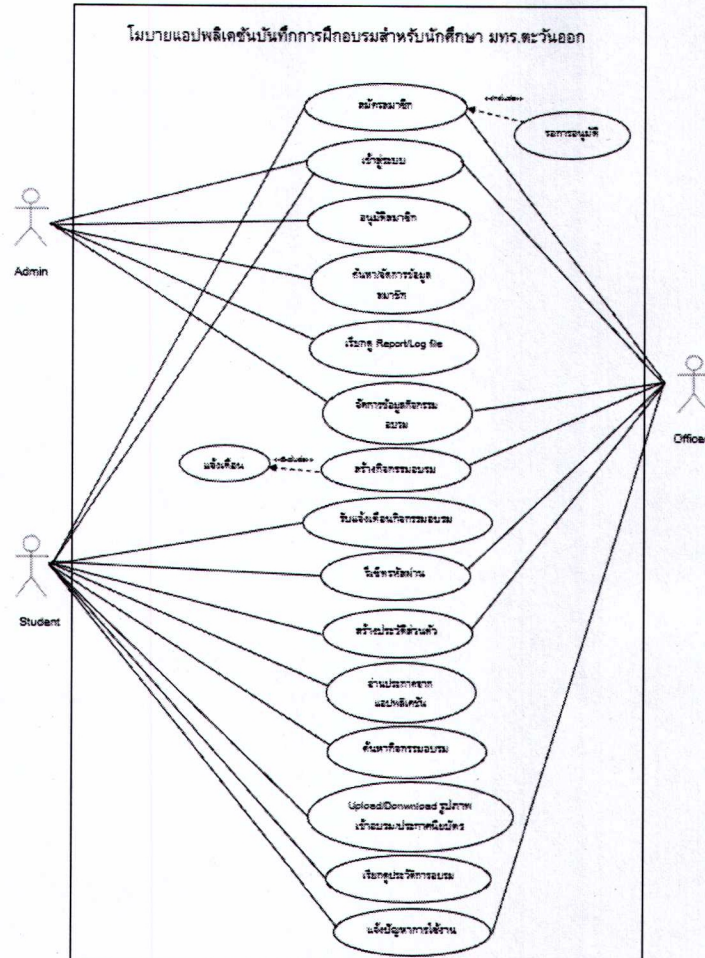 โมบายแอปพลิเคชันบันทึกการฝึกอบรมสำหรับนักศึกษา มทร.ตะวันออก
สมัครสมาชิก
<<include>>
รอการอนุมัติ
เข้าสู่ระบบ
Admin
อนุมัติสมาชิก
ค้นหา/จัดการข้อมูล
สมาชิก
เรียกดู Report/Log file
จัดการข้อมูลกิจกรรม
อบรม
Officer
แจ้งเตือน
<<include>>
สร้างกิจกรรมอบรม
รับแจ้งเตือนกิจกรรมอบรม
Student
รีเซ็ทรหัสผ่าน
สร้างประวัติส่วนตัว
อ่านประกาศจาก
แอปพลิเคชัน
ค้นหากิจกรรมอบรม
Upload/Donwnload รูปภาพ
เข้าอบรม/ประกาศนียบัตร
เรียกดูประวัติการอบรม
แจ้งปัญหาการใช้งาน